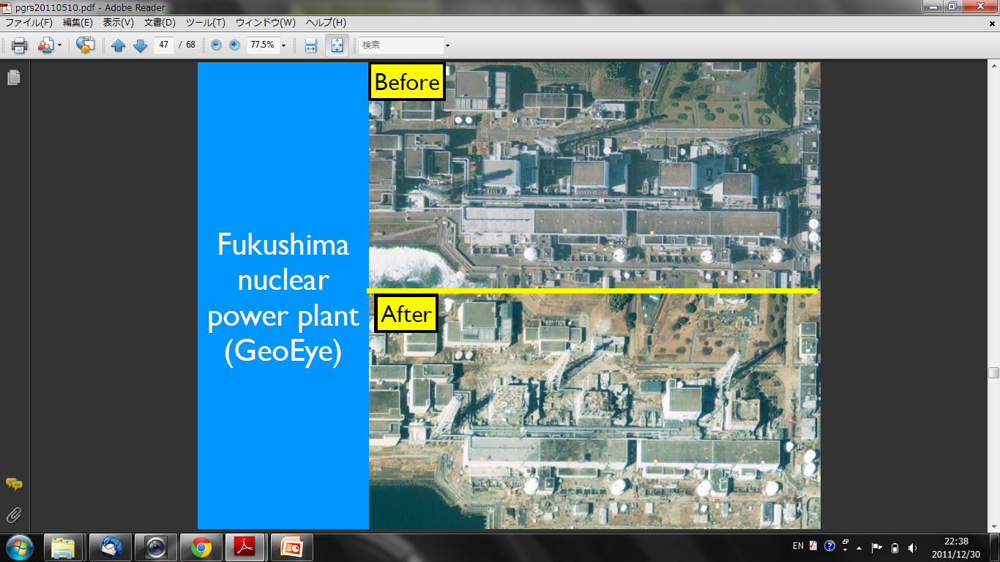 pgrs20110510.pdf - Adobe Reader
ファイル(F) 編集(E) 表示(V) 文書(D) ツール(T) ウィンドウ(W) ヘルプ(H)
47 / 68 77.5% 検索
Before
Fukushima
nuclear
power plant
(GeoEye)
After
EN
22:38
2011/12/30